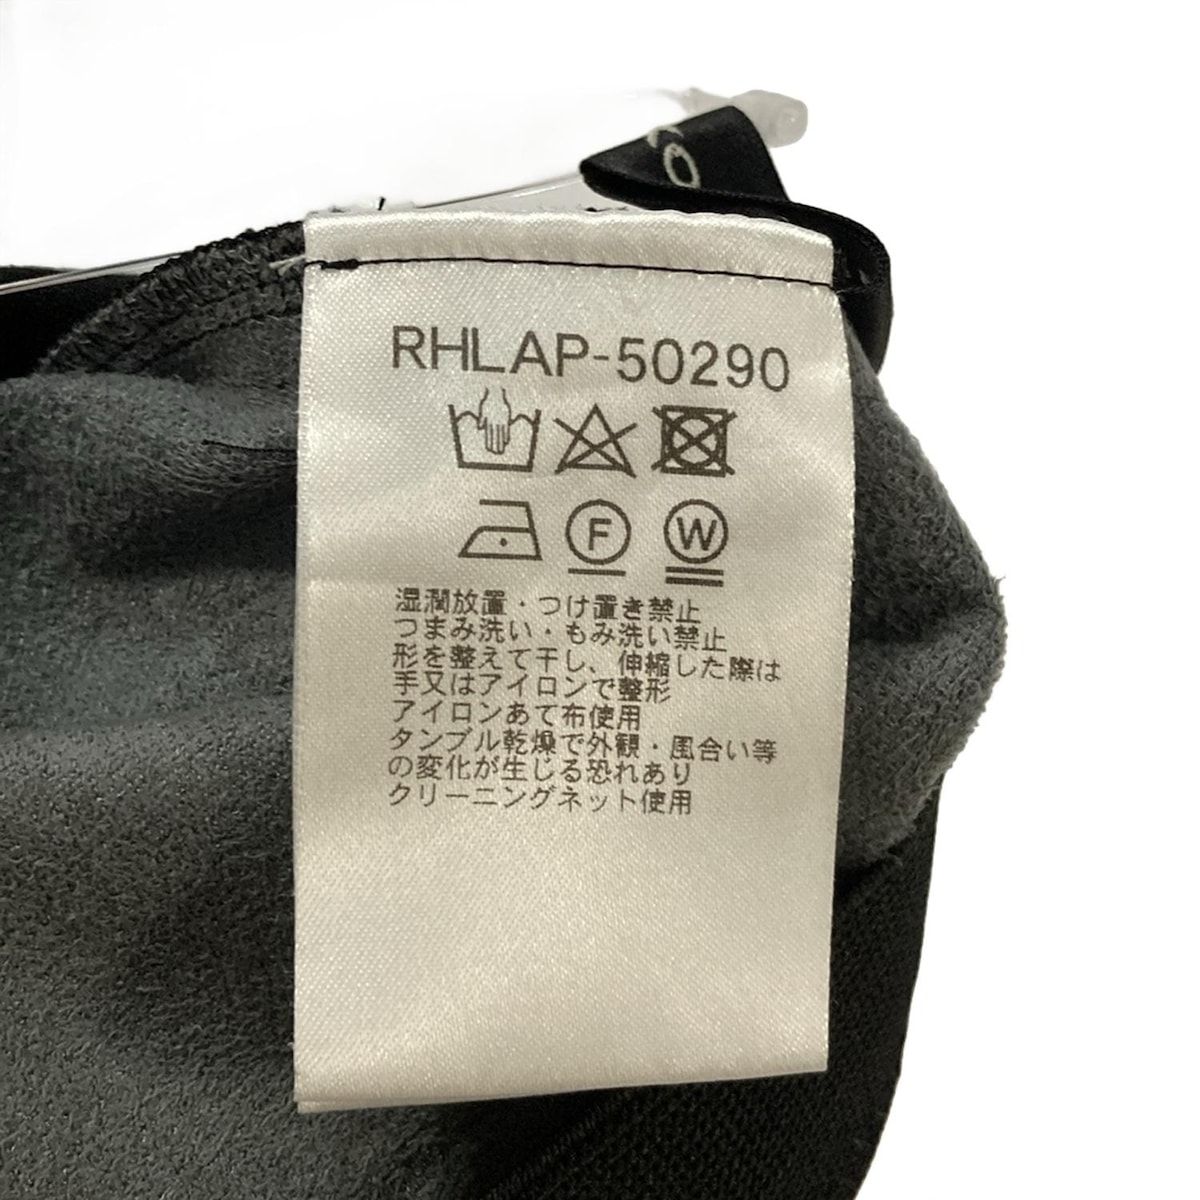 RHLAP-50290
F W
湿潤放置・つけ置き禁止
つまみ洗い・もみ洗い禁止
形を整えて干し、伸縮した際は
手又はアイロンで整形
アイロンあて布使用
タンブル乾燥で外観・風合い等
の変化が生じる恐れあり
クリーニングネット使用